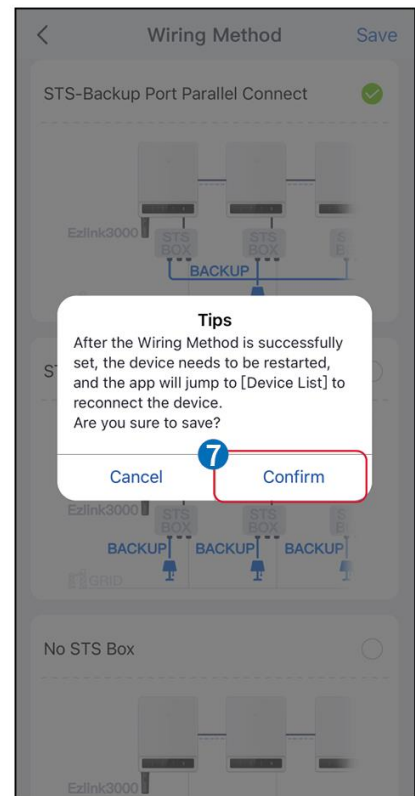 Wiring Method
Save
STS-Backup Port Parallel Connect
Ezlink3000
STS
BOX
STS
BOX
BACKUP
Tips
After the Wiring Method is successfully
set, the device needs to be restarted,
and the app will jump to [Device List] to
reconnect the device.
Are you sure to save?
7
Cancel
Confirm
Ezlink3000
STS
BOX
STS
BOX
BACKUP
BACKUP
BACKUP
GRID
No STS Box
Ezlink3000